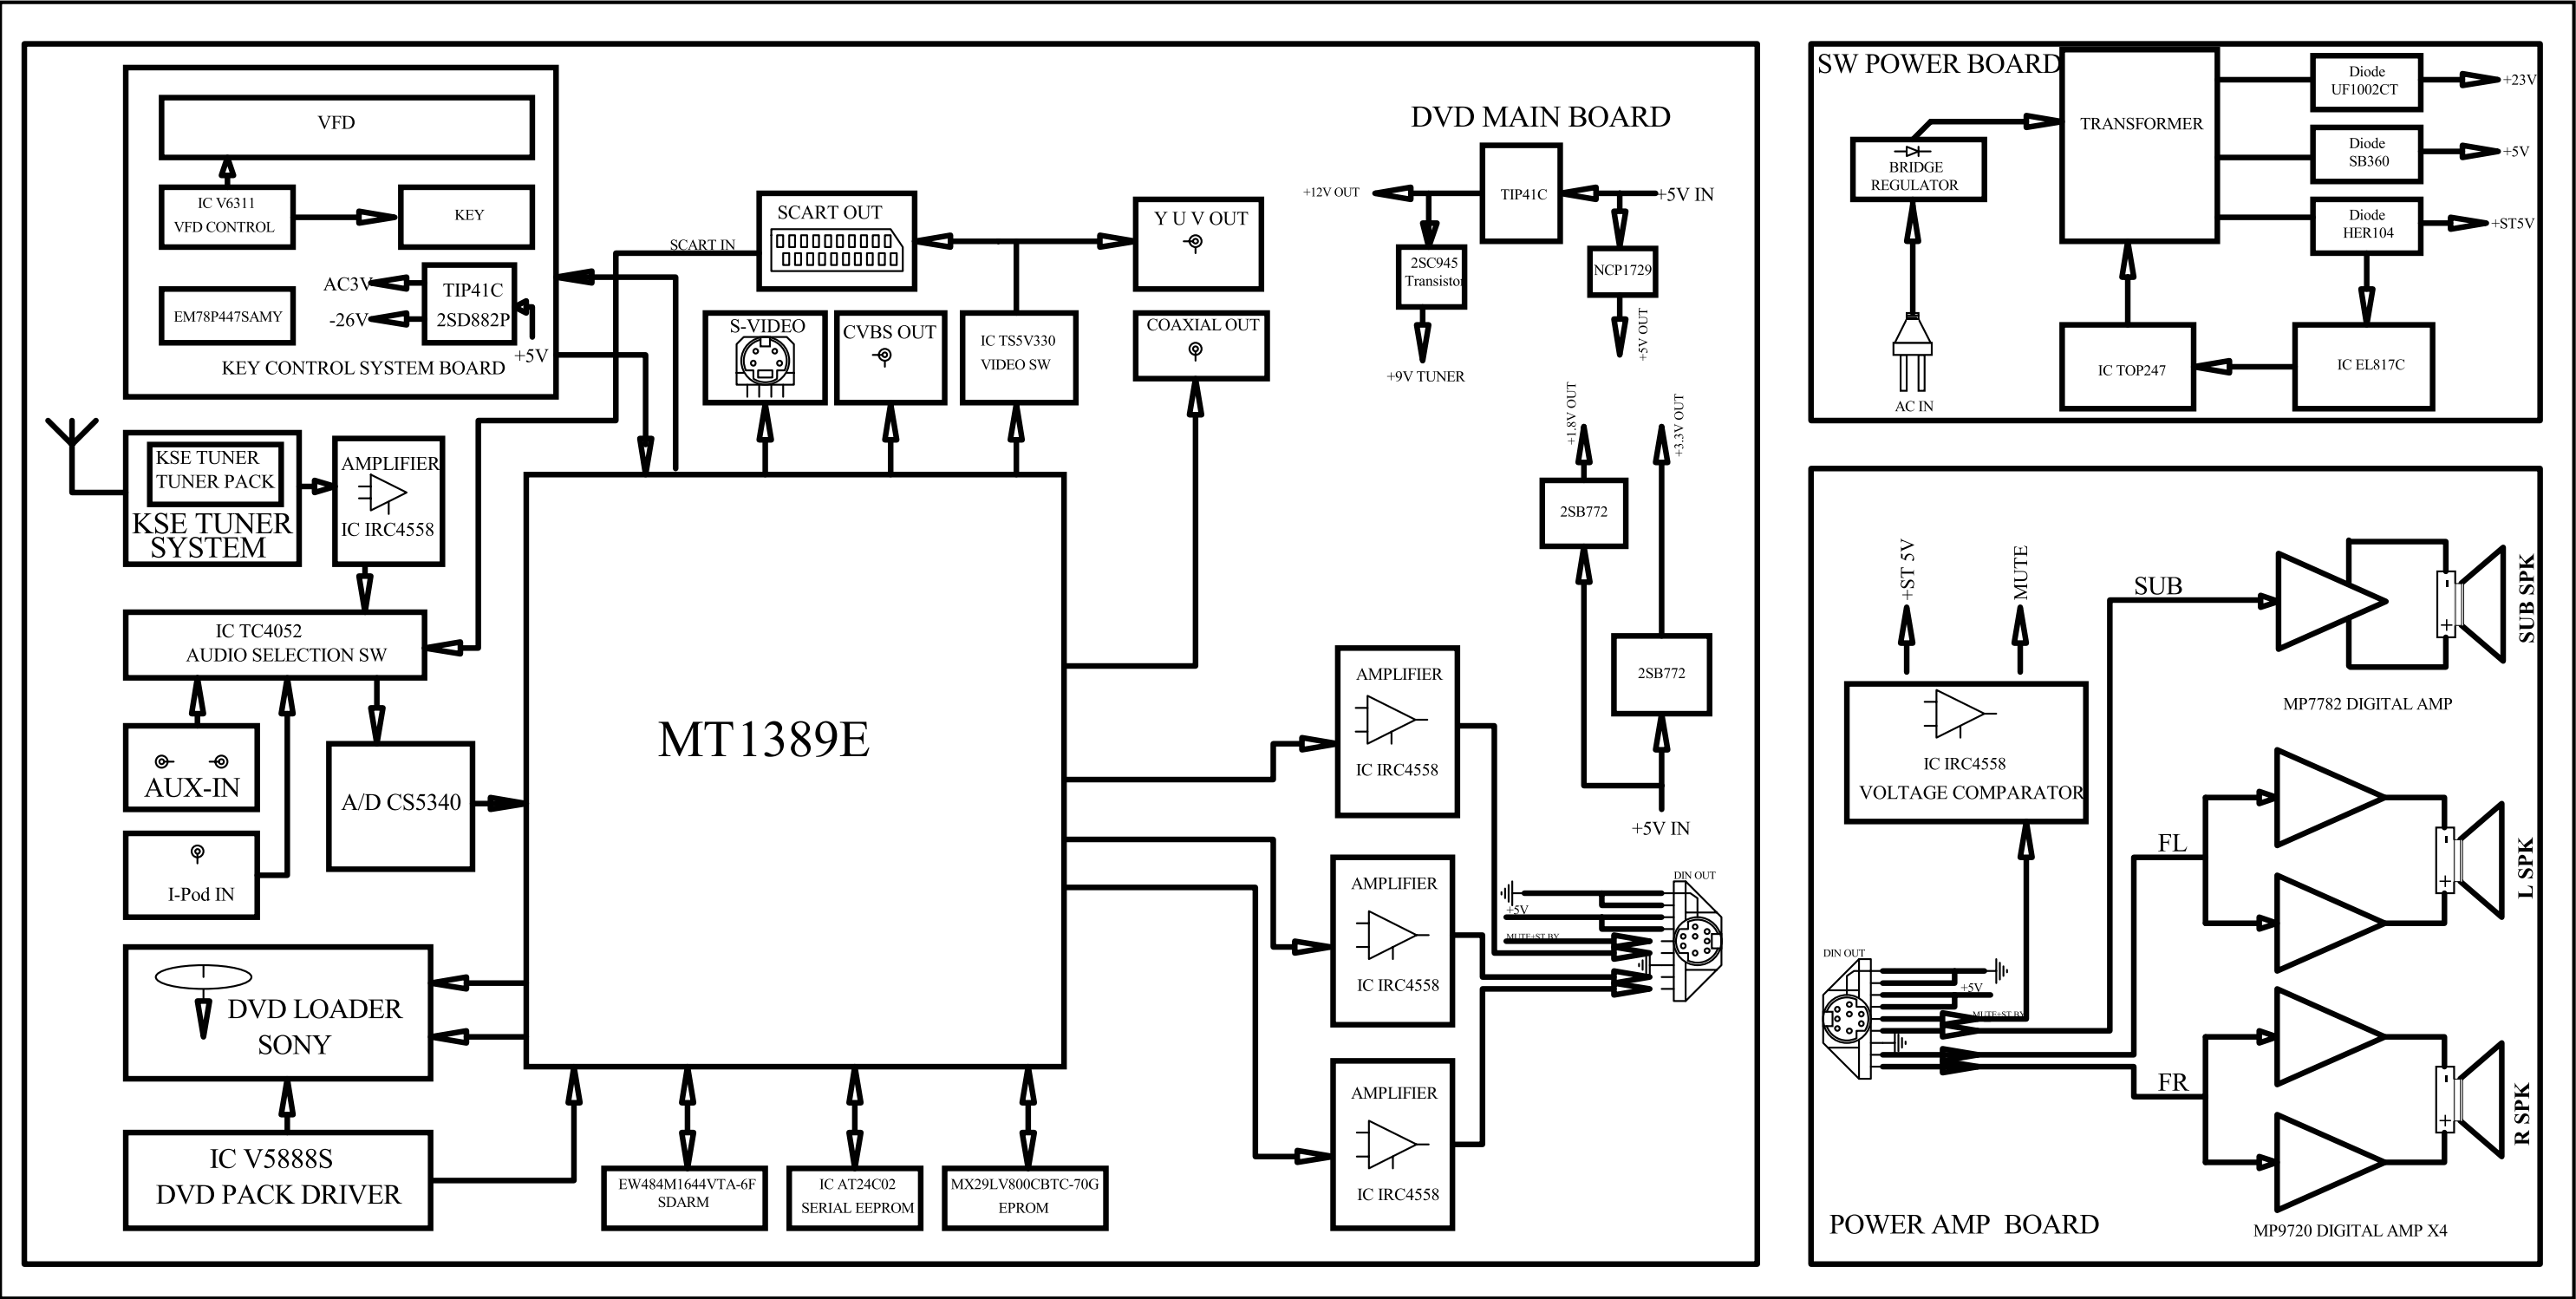 VFD
IC V6311
VFD CONTROL
KEY
EM78P447SAMY
AC3V
-26V
TIP41C
2SD882P
+5V
KEY CONTROL SYSTEM BOARD
KSE TUNER
TUNER PACK
KSE TUNER
SYSTEM
AMPLIFIER
IC IRC4558
IC TC4052
AUDIO SELECTION SW
AUX-IN
I-Pod IN
A/D CS5340
DVD LOADER
SONY
IC V5888S
DVD PACK DRIVER
SCART IN
SCART OUT
S-VIDEO
CVBS OUT
IC TS5V330
VIDEO SW
Y U V OUT
COAXIAL OUT
MT1389E
EW484M1644VTA-6F
SDARM
IC AT24C02
SERIAL EEPROM
MX29LV800CBTC-70G
EPROM
DVD MAIN BOARD
+12V OUT
TIP41C
+5V IN
2SC945
Transistor
NCP1729
+5V OUT
+9V TUNER
+1.8V OUT
+3.3V OUT
2SB772
2SB772
+5V IN
AMPLIFIER
IC IRC4558
AMPLIFIER
IC IRC4558
AMPLIFIER
IC IRC4558
DIN OUT
+5V
MUTE+ST BY
SW POWER BOARD
TRANSFORMER
BRIDGE
REGULATOR
AC IN
Diode
UF1002CT
+23V
Diode
SB360
+5V
Diode
HER104
+ST5V
IC TOP247
IC EL817C
+ST 5V
MUTE
IC IRC4558
VOLTAGE COMPARATOR
DIN OUT
+5V
MUTE+ST BY
SUB
SUB SPK
MP7782 DIGITAL AMP
FL
L SPK
FR
R SPK
MP9720 DIGITAL AMP X4
POWER AMP BOARD